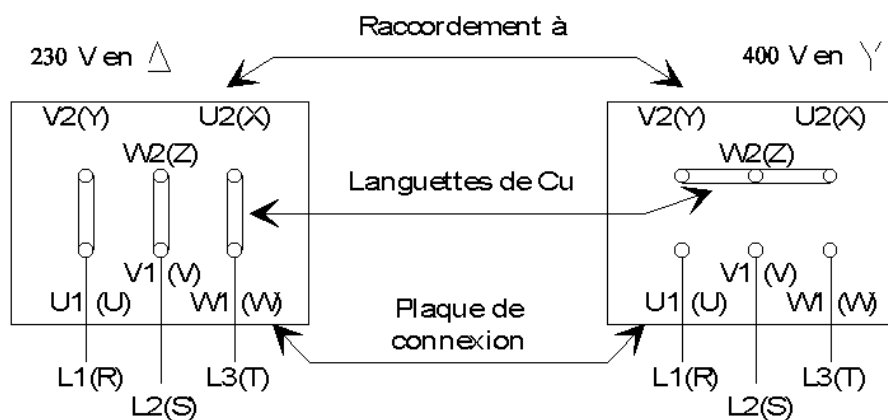 Raccordement à
230 V en Δ
400 V en Y
V2(Y) U2(X)
W2(Z)
V1 (V)
U1 (U) W1(W)
L1(R) L3(T)
L2(S)
Languettes de Cu
Plaque de
connexion
V2(Y) U2(X)
W2(Z)
V1(V)
U1 (U) W1(W)
L1(R) L3(T)
L2(S)